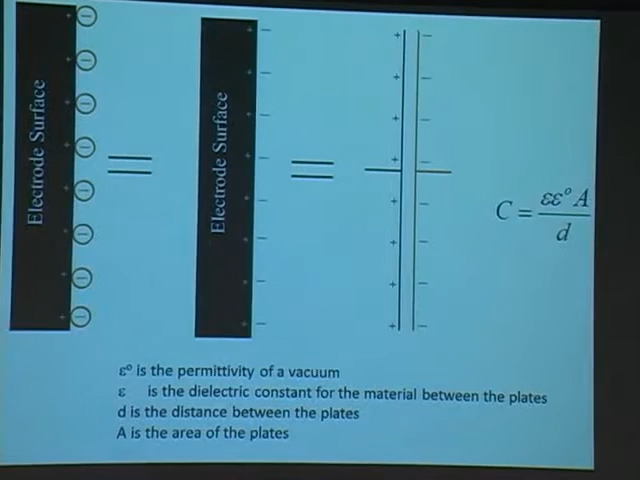 Electrode Surface
Electrode Surface
C = εε° A / d
ε° is the permittivity of a vacuum
ε is the dielectric constant for the material between the plates
d is the distance between the plates
A is the area of the plates